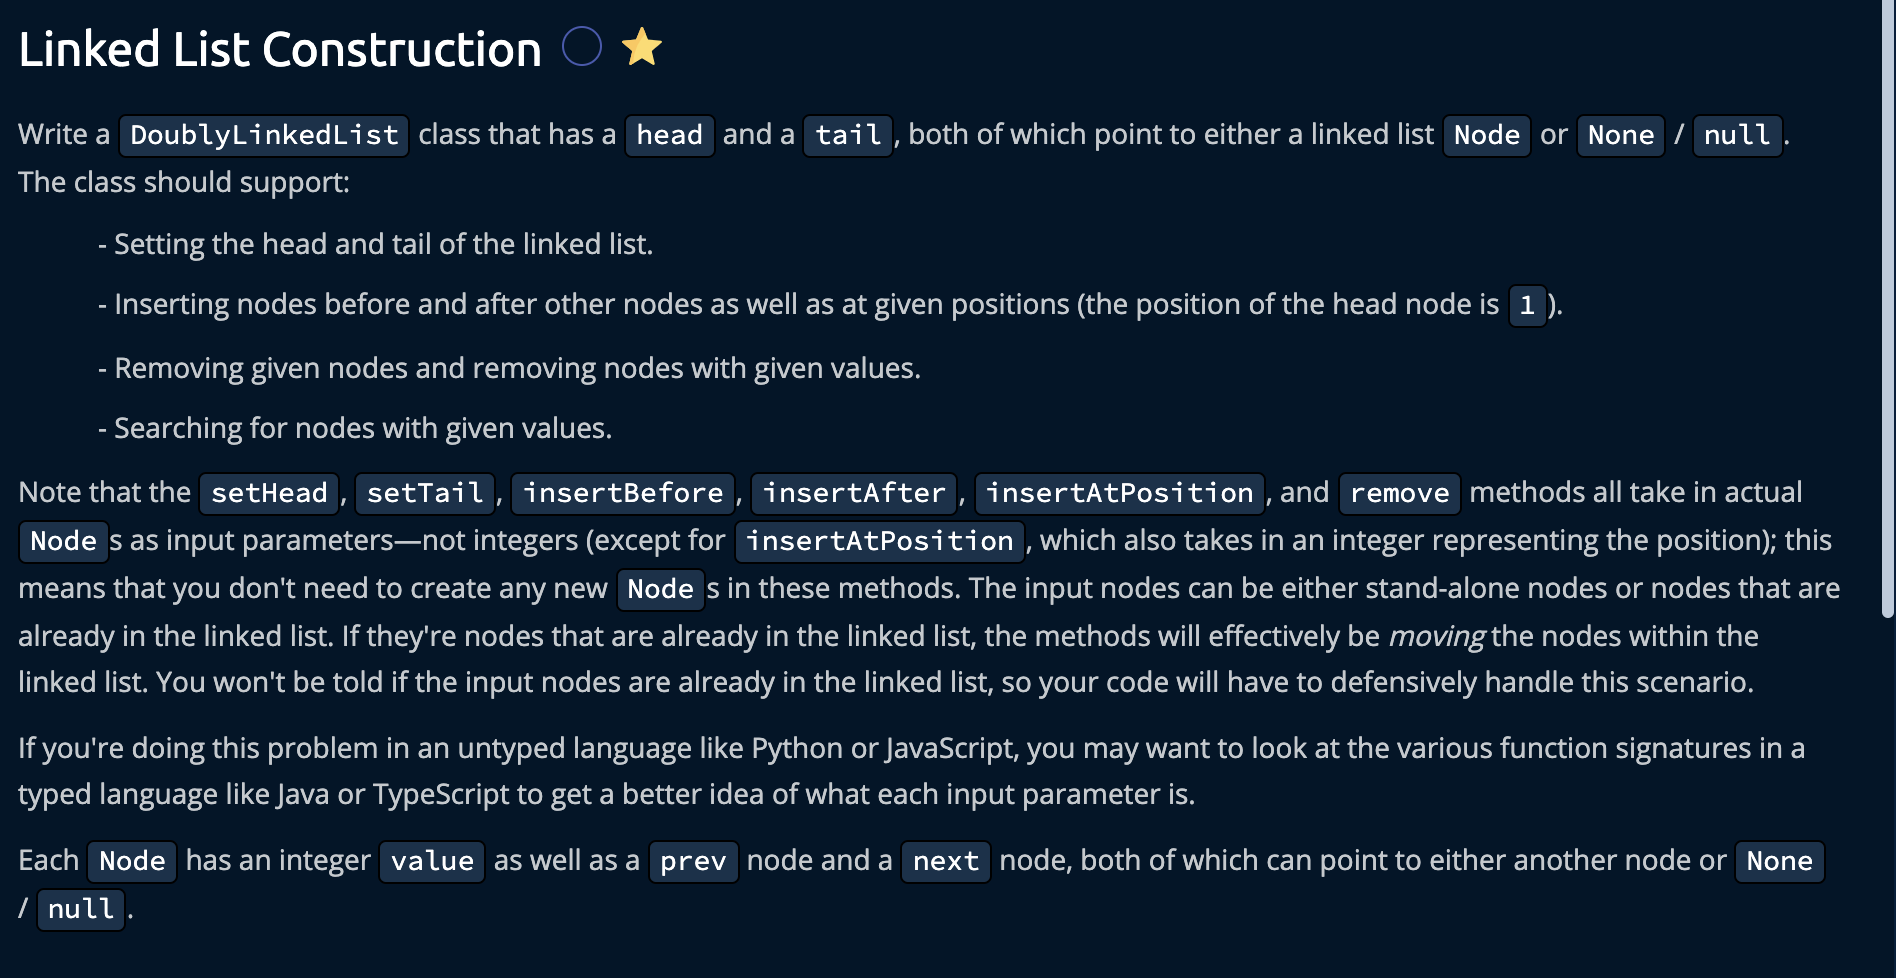 Linked List Construction
Write a DoublyLinkedList class that has a head and a tail, both of which point to either a linked list Node or None / null.
The class should support:
- Setting the head and tail of the linked list.
- Inserting nodes before and after other nodes as well as at given positions (the position of the head node is 1).
- Removing given nodes and removing nodes with given values.
- Searching for nodes with given values.
Note that the setHead, setTail, insertBefore, insertAfter, insertAtPosition, and remove methods all take in actual
Nodes as input parameters—not integers (except for insertAtPosition, which also takes in an integer representing the position); this
means that you don't need to create any new Nodes in these methods. The input nodes can be either stand-alone nodes or nodes that are
already in the linked list. If they're nodes that are already in the linked list, the methods will effectively be moving the nodes within the
linked list. You won't be told if the input nodes are already in the linked list, so your code will have to defensively handle this scenario.
If you're doing this problem in an untyped language like Python or JavaScript, you may want to look at the various function signatures in a
typed language like Java or TypeScript to get a better idea of what each input parameter is.
Each Node has an integer value as well as a prev node and a next node, both of which can point to either another node or None
/ null.